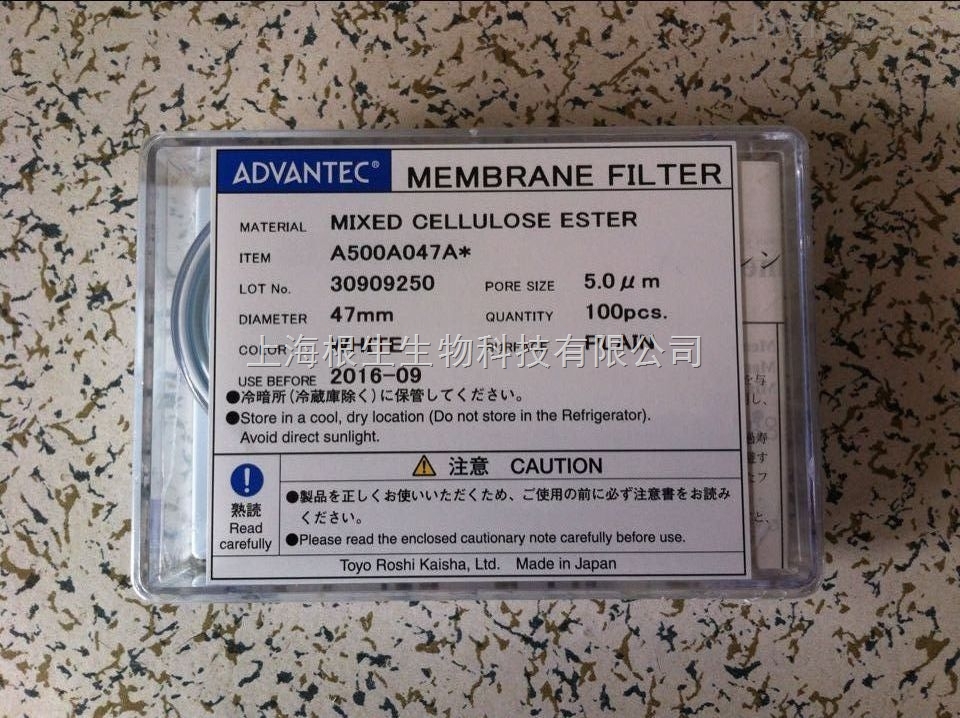 ADVANTEC® MEMBRANE FILTER
MATERIAL MIXED CELLULOSE ESTER
ITEM A500A047A*
LOT No. 30909250 PORE SIZE 5.0μm
DIAMETER 47mm QUANTITY 100pcs.
COLOR WHITE SURFACE PLAIN
上海根生生物科技有限公司
USE BEFORE 2016-09
●冷暗所(冷蔵庫除く)に保管してください。
●Store in a cool, dry location (Do not store in the Refrigerator).
Avoid direct sunlight.
注意 CAUTION
熟読
Read
carefully
●製品を正しくお使いいただくため、ご使用の前に必ず注意書をお読み
ください。
●Please read the enclosed cautionary note carefully before use.
Toyo Roshi Kaisha, Ltd. Made in Japan